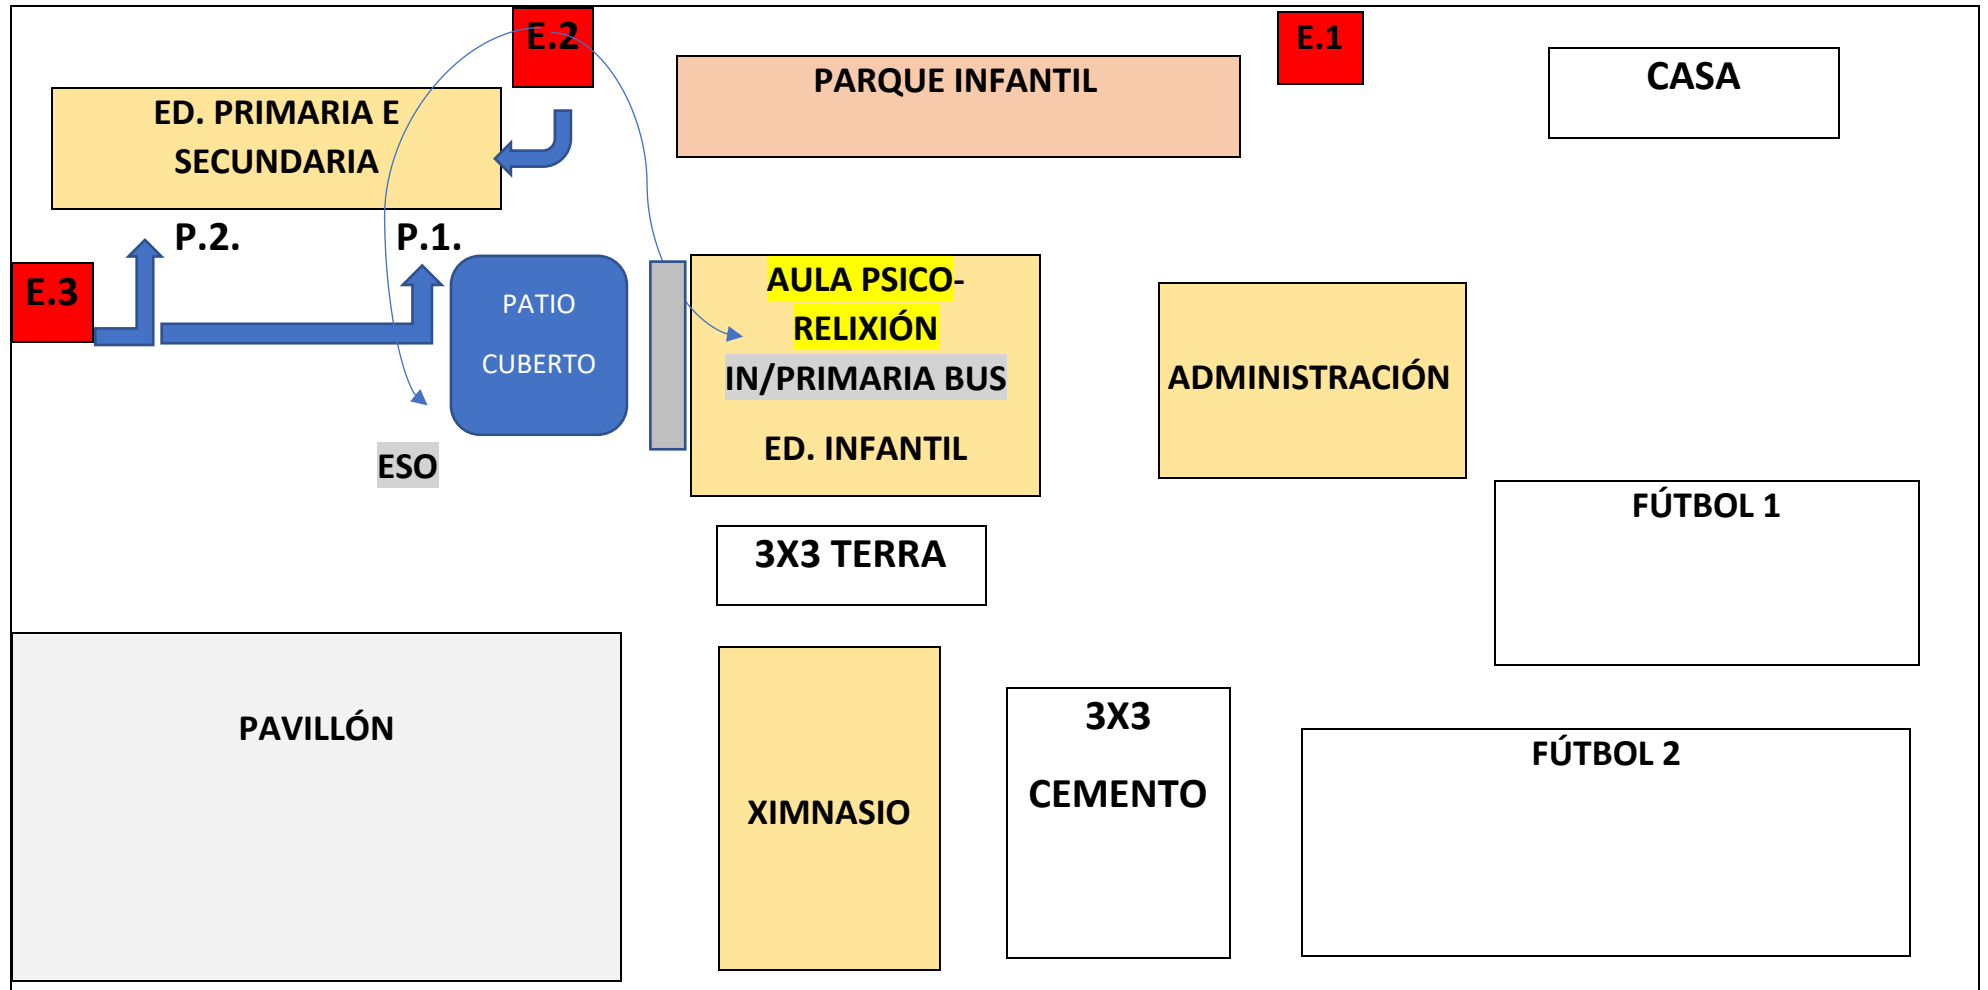 E.2
E.1
PARQUE INFANTIL
CASA
ED. PRIMARIA E
SECUNDARIA
P.2.
P.1.
E.3
PATIO
CUBERTO
AULA PSICO-
RELIXIÓN
IN/PRIMARIA BUS
ED. INFANTIL
ADMINISTRACIÓN
ESO
FÚTBOL 1
3X3 TERRA
PAVILLÓN
XIMNASIO
3X3
CEMENTO
FÚTBOL 2